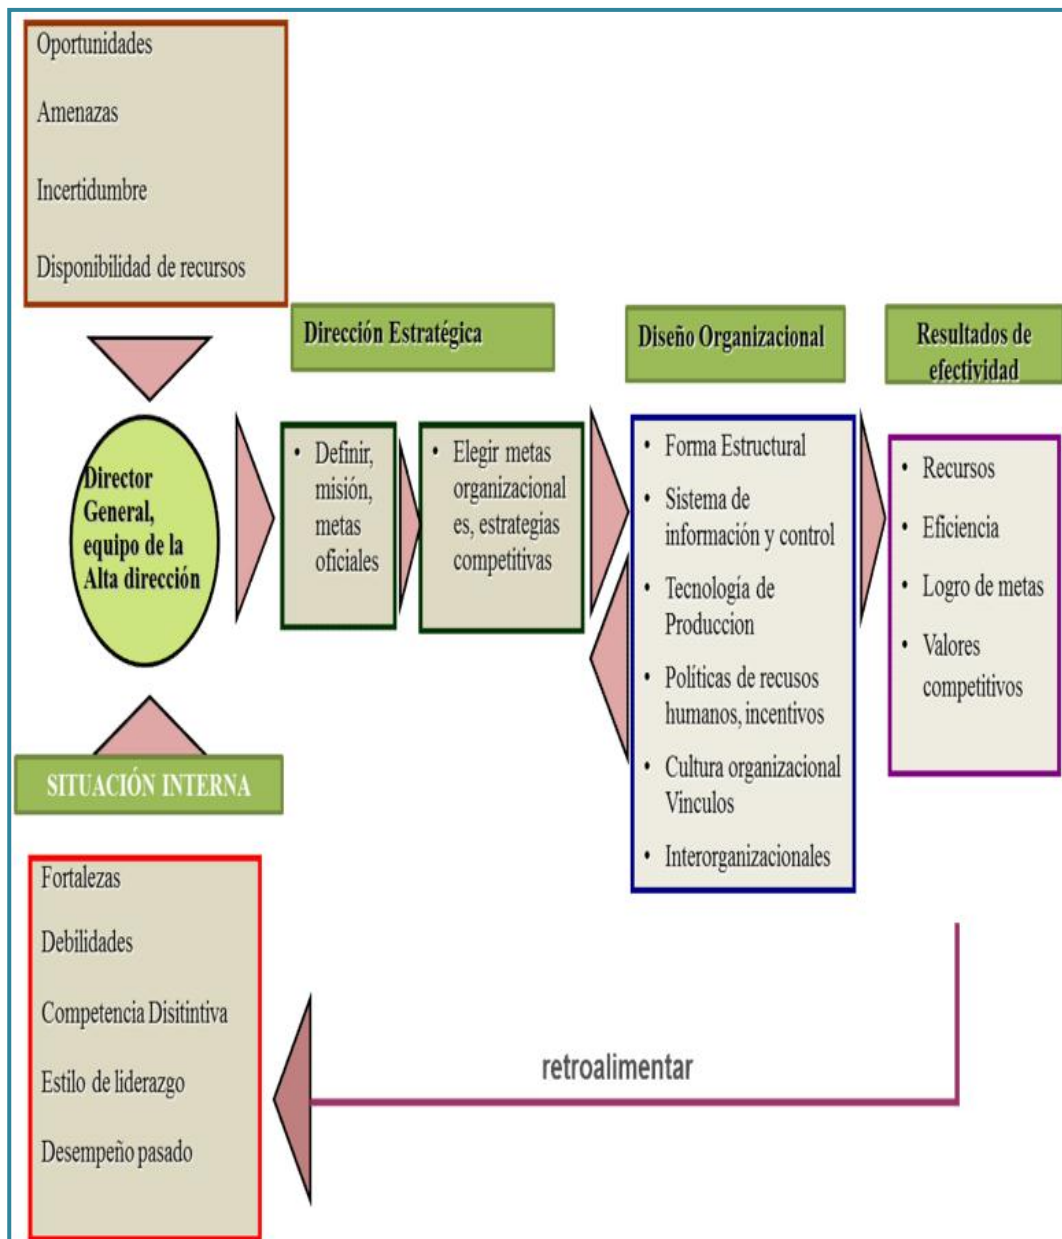 Oportunidades
Amenazas
Incertidumbre
Disponibilidad de recursos
Dirección Estratégica
Diseño Organizacional
Resultados de
efectividad
Director
General,
equipo de la
Alta dirección
• Definir,
misión,
metas
oficiales
• Elegir metas
organizacional
es, estrategias
competitivas
• Forma Estructural
• Sistema de
información y control
• Tecnología de
Produccion
• Políticas de recusos
humanos, incentivos
• Cultura organizacional
Vinculos
• Interorganizacionales
• Recursos
• Eficiencia
• Logro de metas
• Valores
competitivos
SITUACIÓN INTERNA
Fortalezas
Debilidades
Competencia Disitintiva
Estilo de liderazgo
Desempeño pasado
retroalimentar